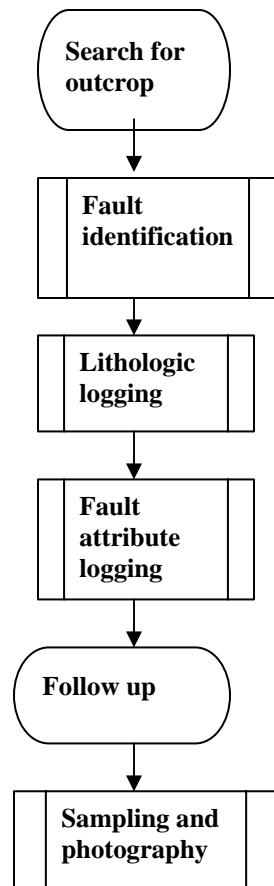 Search for
outcrop
Fault
identification
Lithologic
logging
Fault
attribute
logging
Follow up
Sampling and
photography